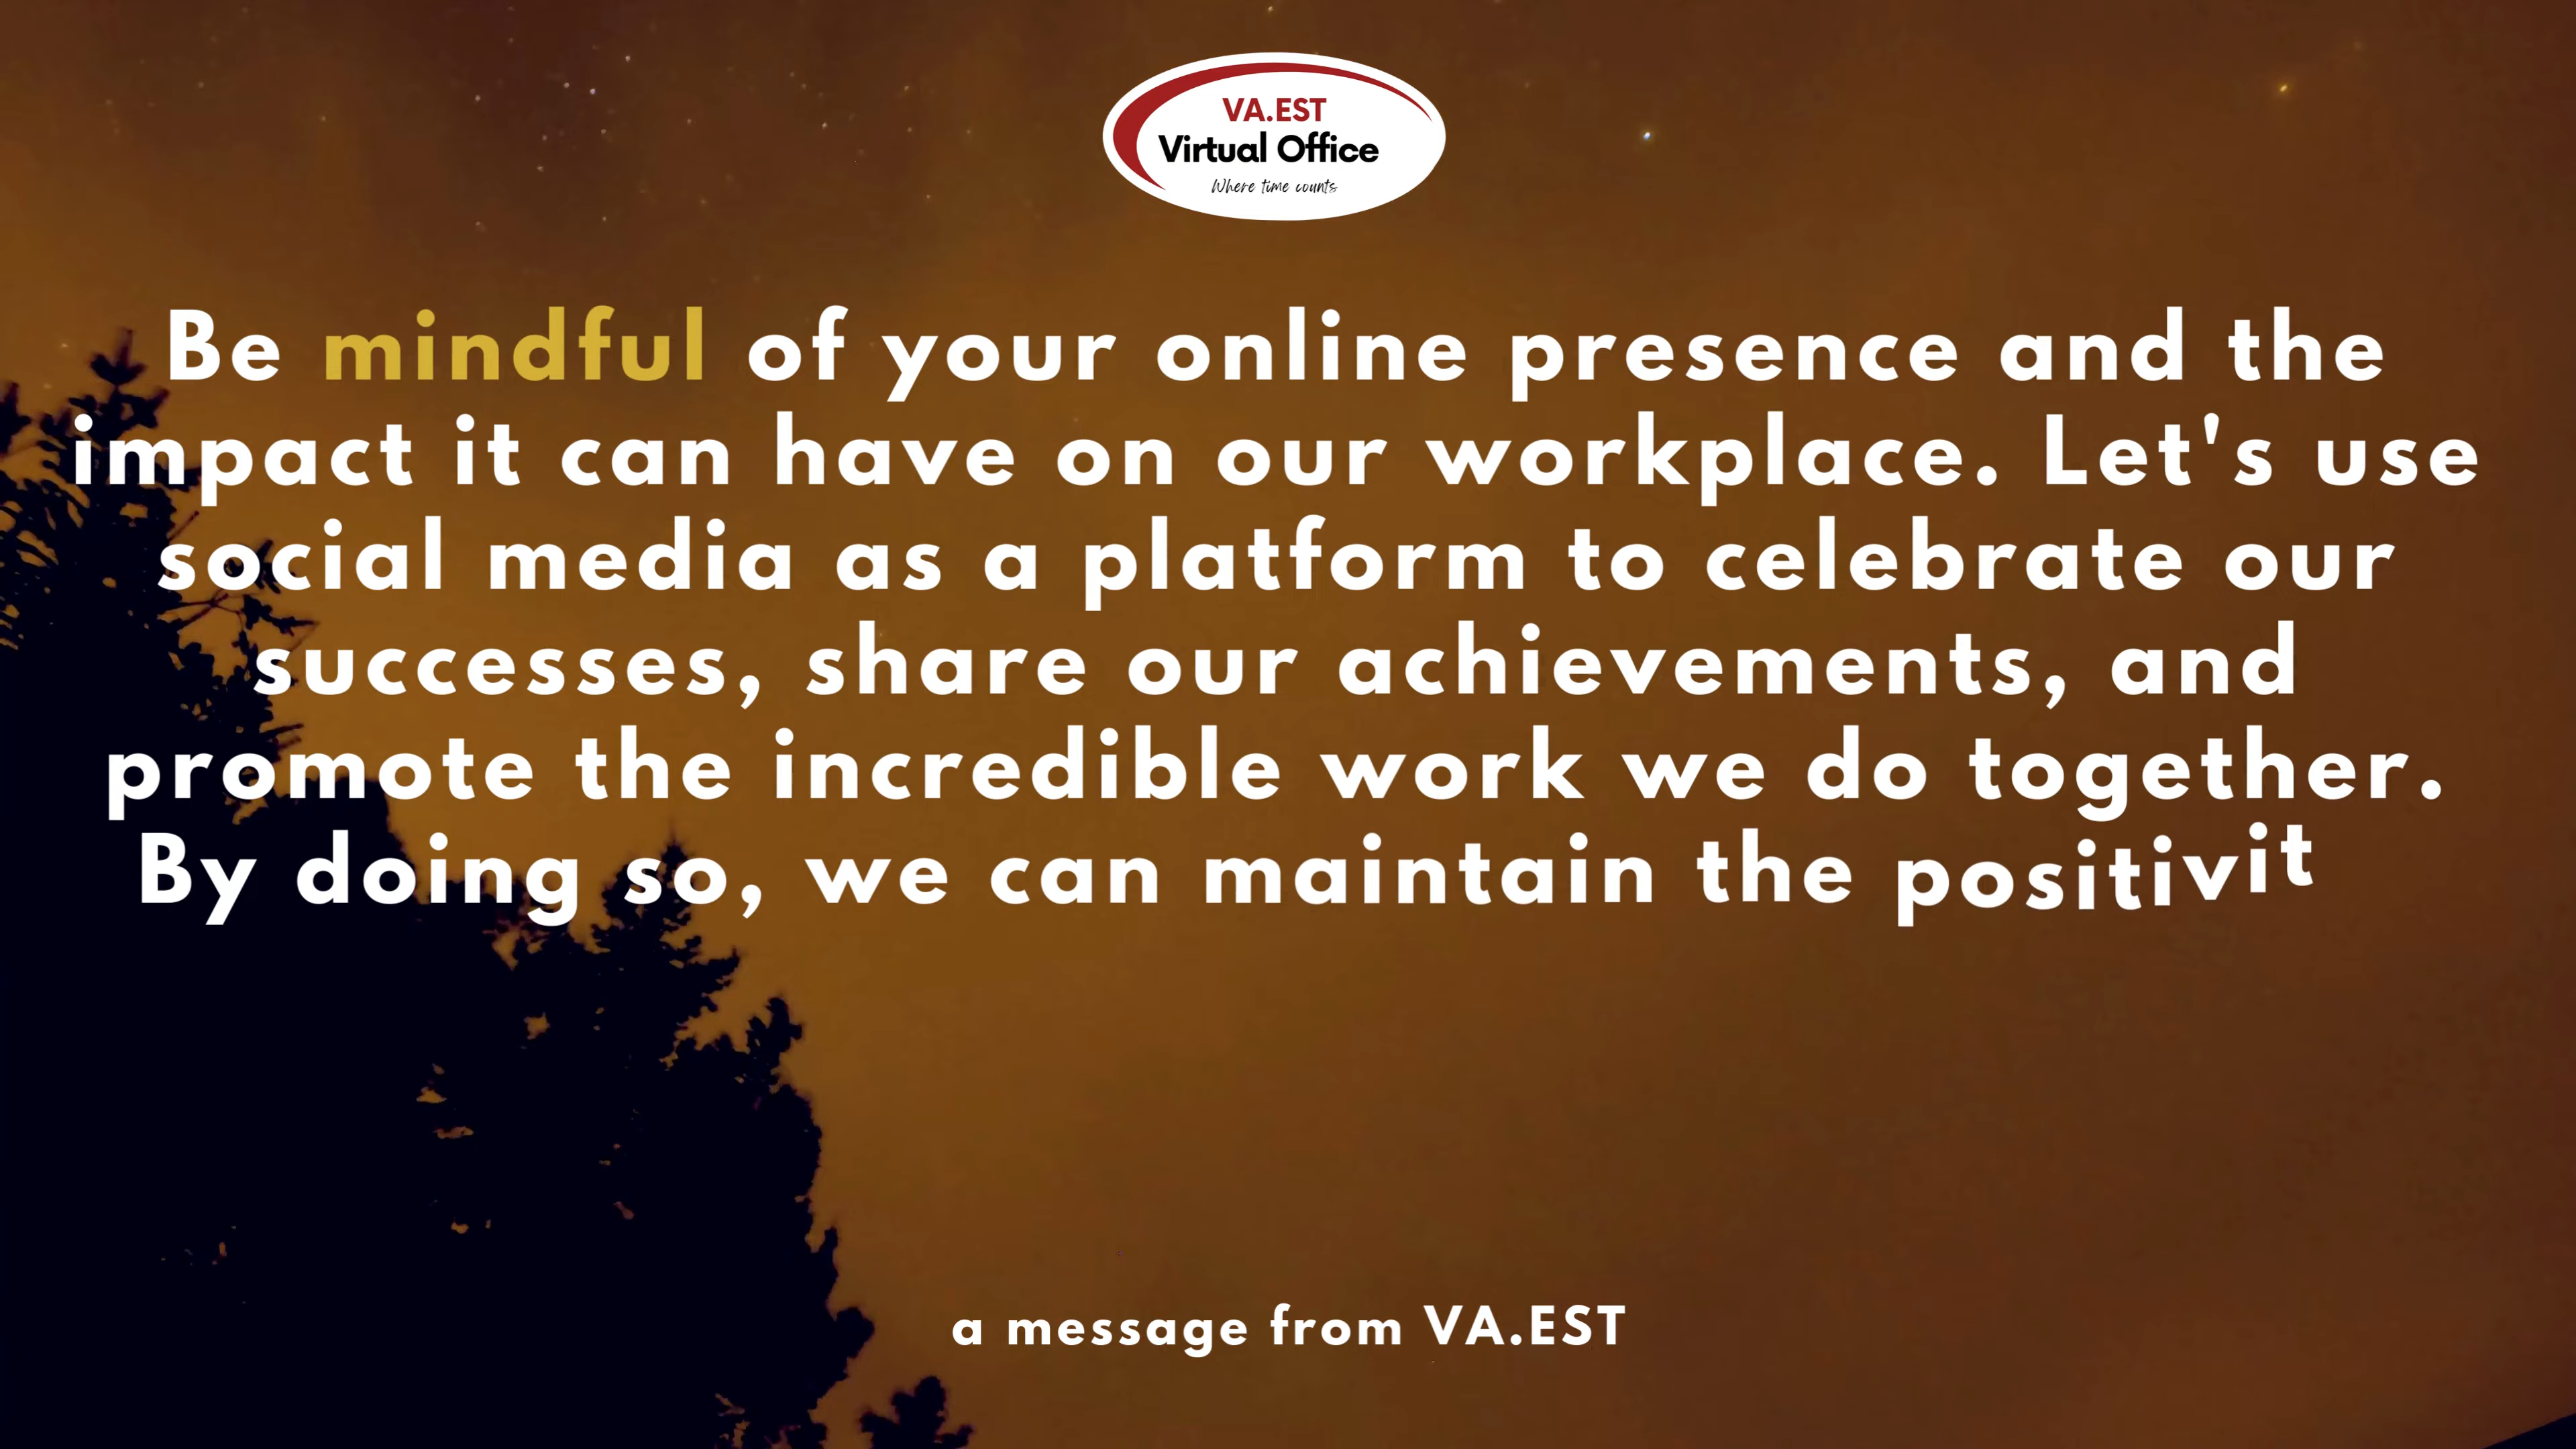 VA.EST
Virtual Office
Where time counts
Be mindful of your online presence and the
impact it can have on our workplace. Let's use
social media as a platform to celebrate our
successes, share our achievements, and
promote the incredible work we do together.
By doing so, we can maintain the positivit
a message from VA.EST